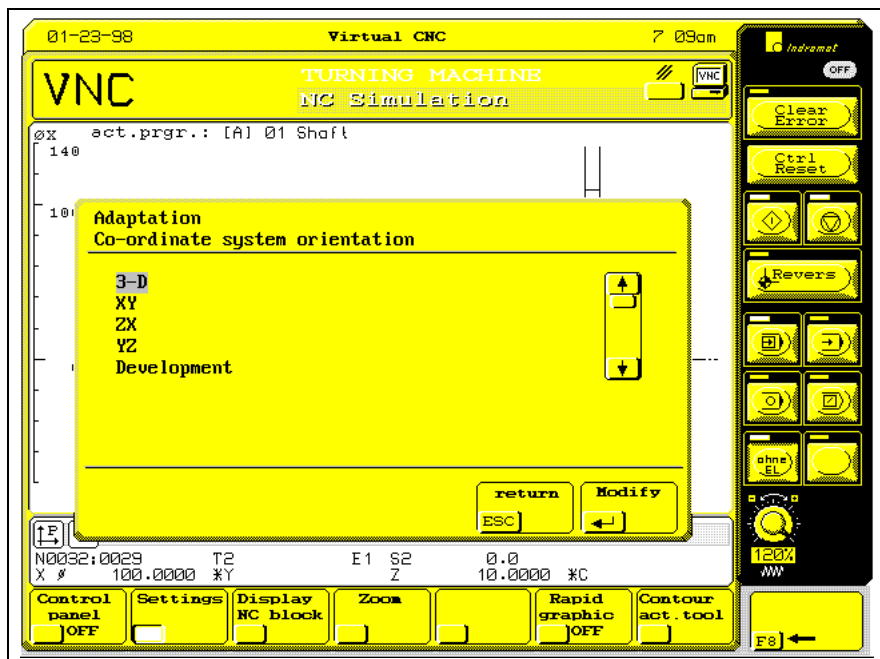 01-23-98 Virtual CNC 7 09am
Indramat
OFF
VNC
TURNING MACHINE
NC Simulation
VNC
Clear
Error
Ctrl
Reset
Revers
ohne
EL
120%
øX act.prgr.: [A] 01 Shaft
140
10
Adaptation
Co-ordinate system orientation
3-D
XY
ZX
YZ
Development
return
ESC
Modify
P
N0032:0029 T2 E1 S2 0.0
X ø 100.0000 *Y Z 10.0000 *C
Control
panel
OFF
Settings
Display
NC block
Zoom
Rapid
graphic
OFF
Contour
act.tool
F8